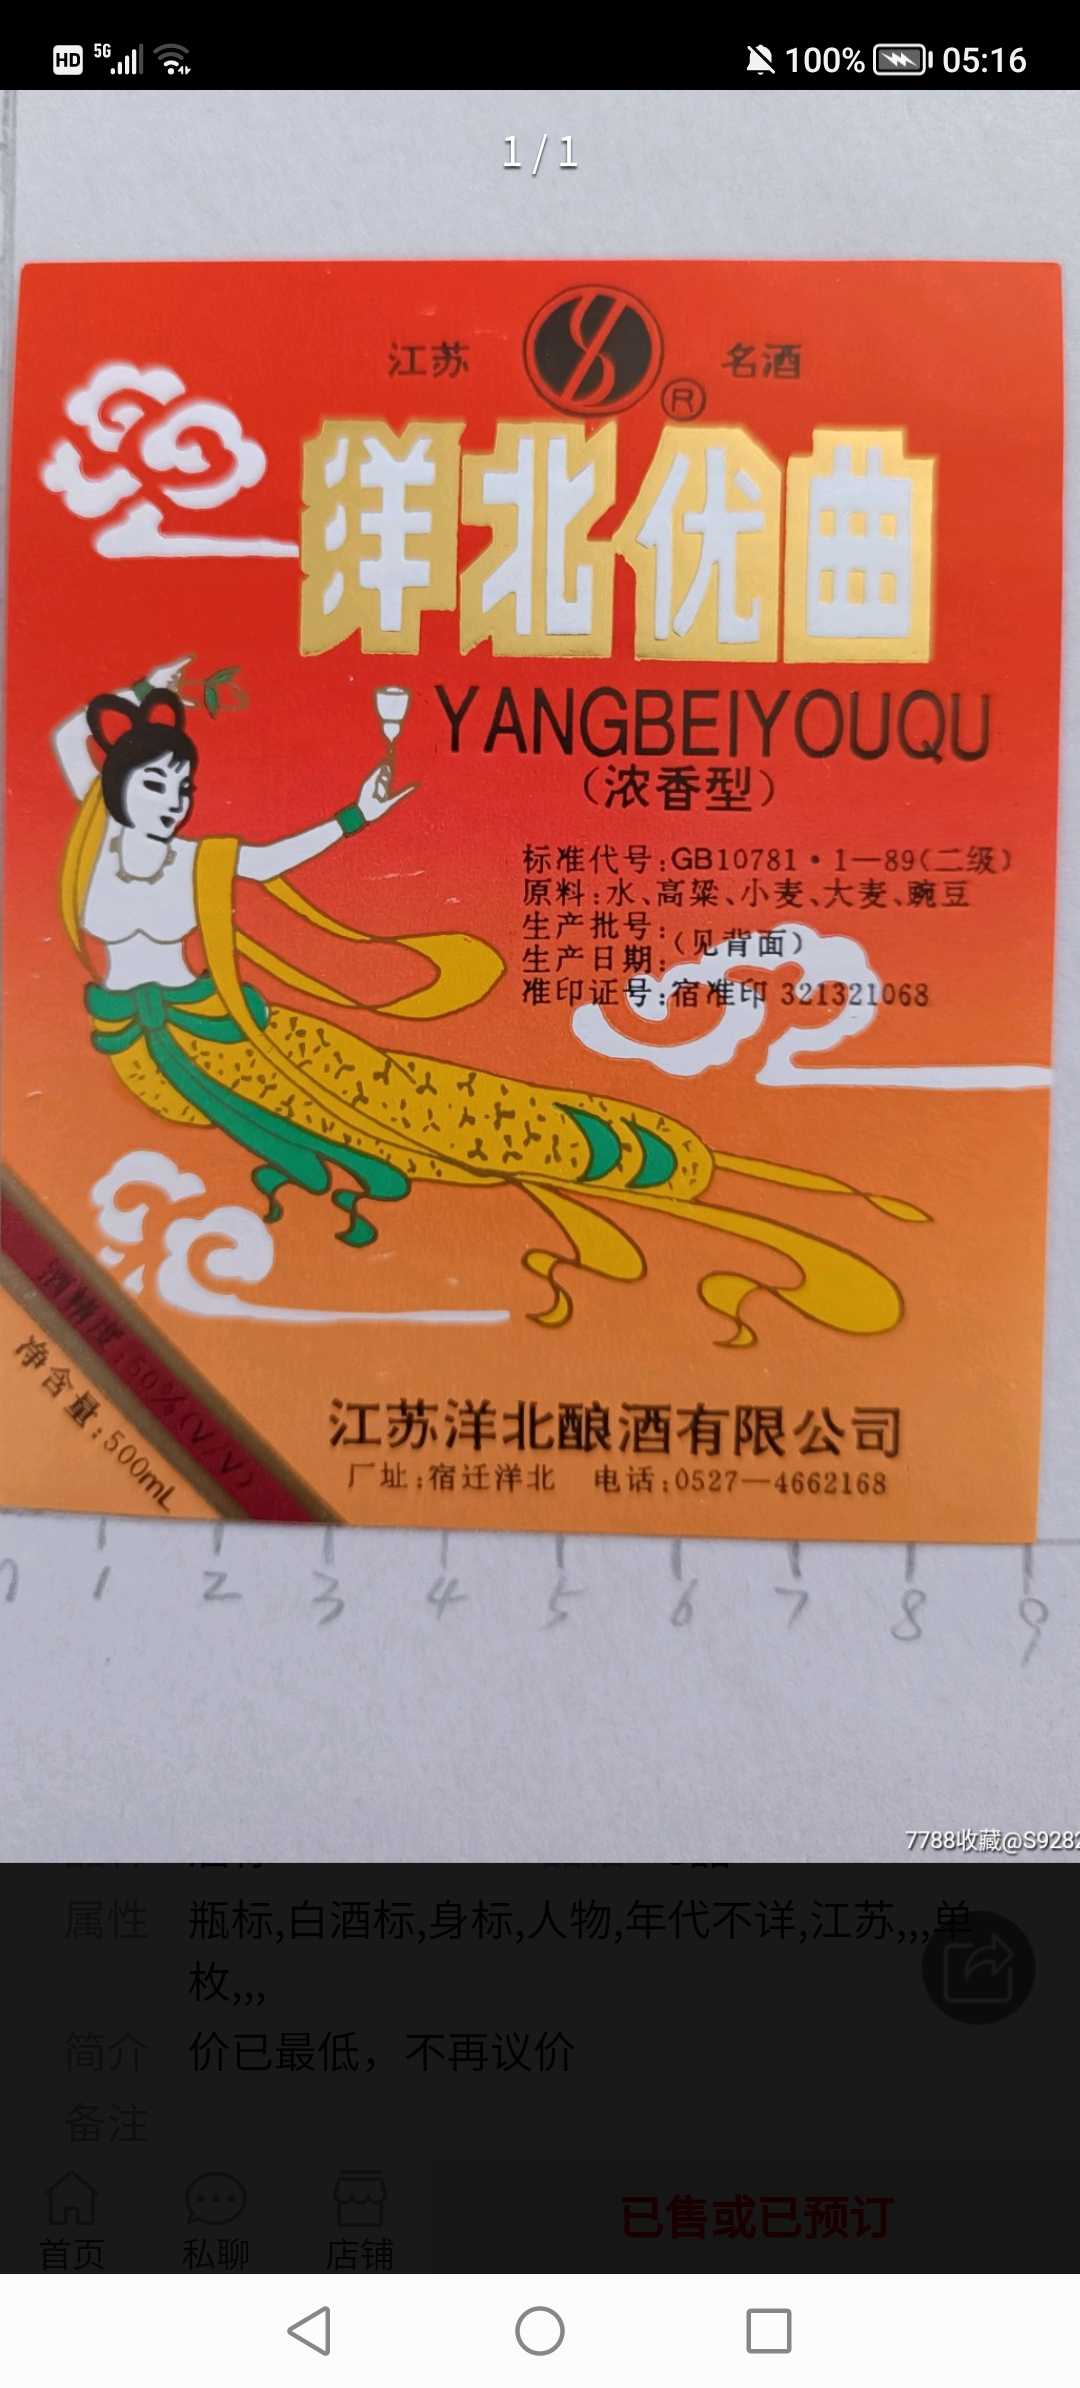 HD 5G 100% 05:16
1 / 1
江苏 名酒
R
洋北优曲
YANGBEIYOUQU
（浓香型）
标准代号:GB10781·1—89(二级)
原料:水、高粱、小麦、大麦、豌豆
生产批号:
（见背面）
生产日期:
准印证号:宿准印 321321068
:50%(V/V)
净含量:500mL
江苏洋北酿酒有限公司
厂址:宿迁洋北 电话:0527—4662168
1 2 3 4 5 6 7 8 9
7788收藏@S9282
属性 瓶标,白酒标,身标,人物,年代不详,江苏,,,单
枚,,,
简介 价已最低，不再议价
备注
首页 私聊 店铺 已售或已预订